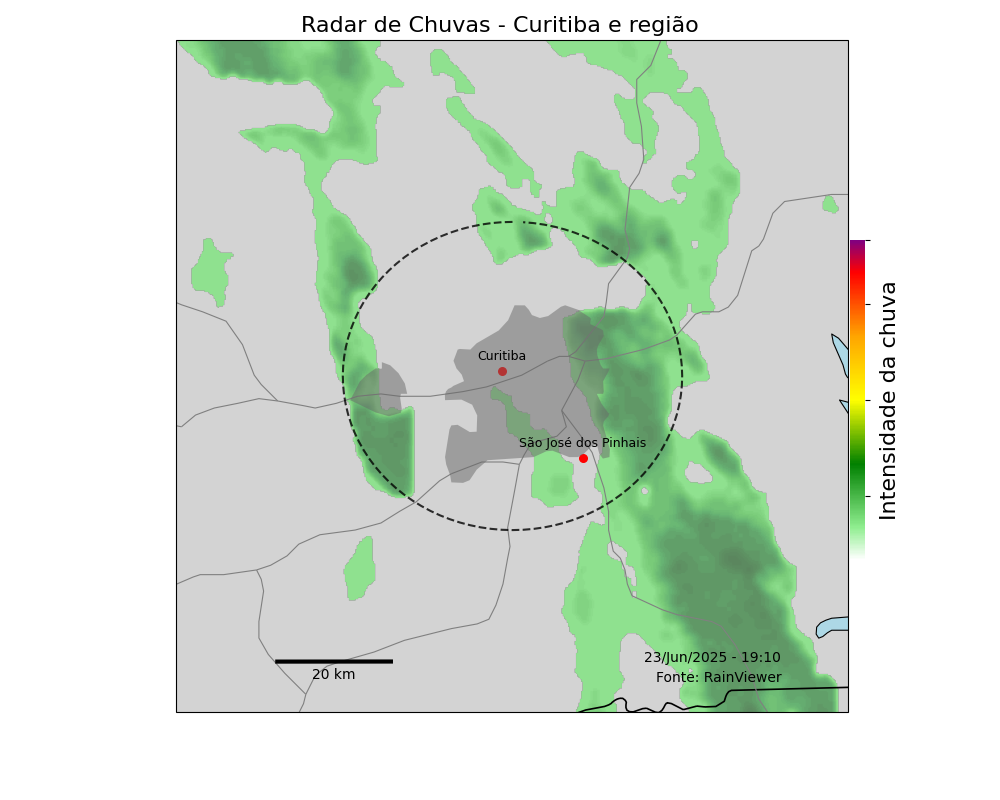 Radar de Chuvas - Curitiba e região
Curitiba
São José dos Pinhais
Intensidade da chuva
23/Jun/2025 - 19:10
Fonte: RainViewer
20 km